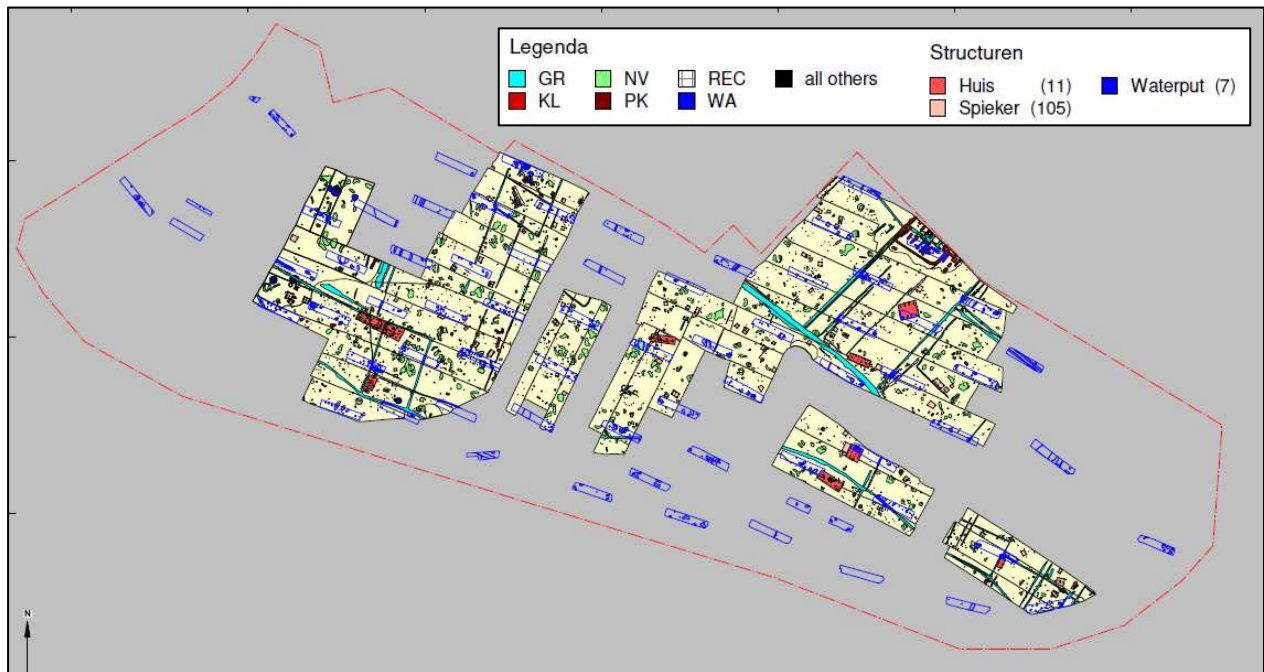 Legenda
GR
NV
REC
all others
KL
PK
WA
Structuren
Huis (11)
Waterput (7)
Spieker (105)
N